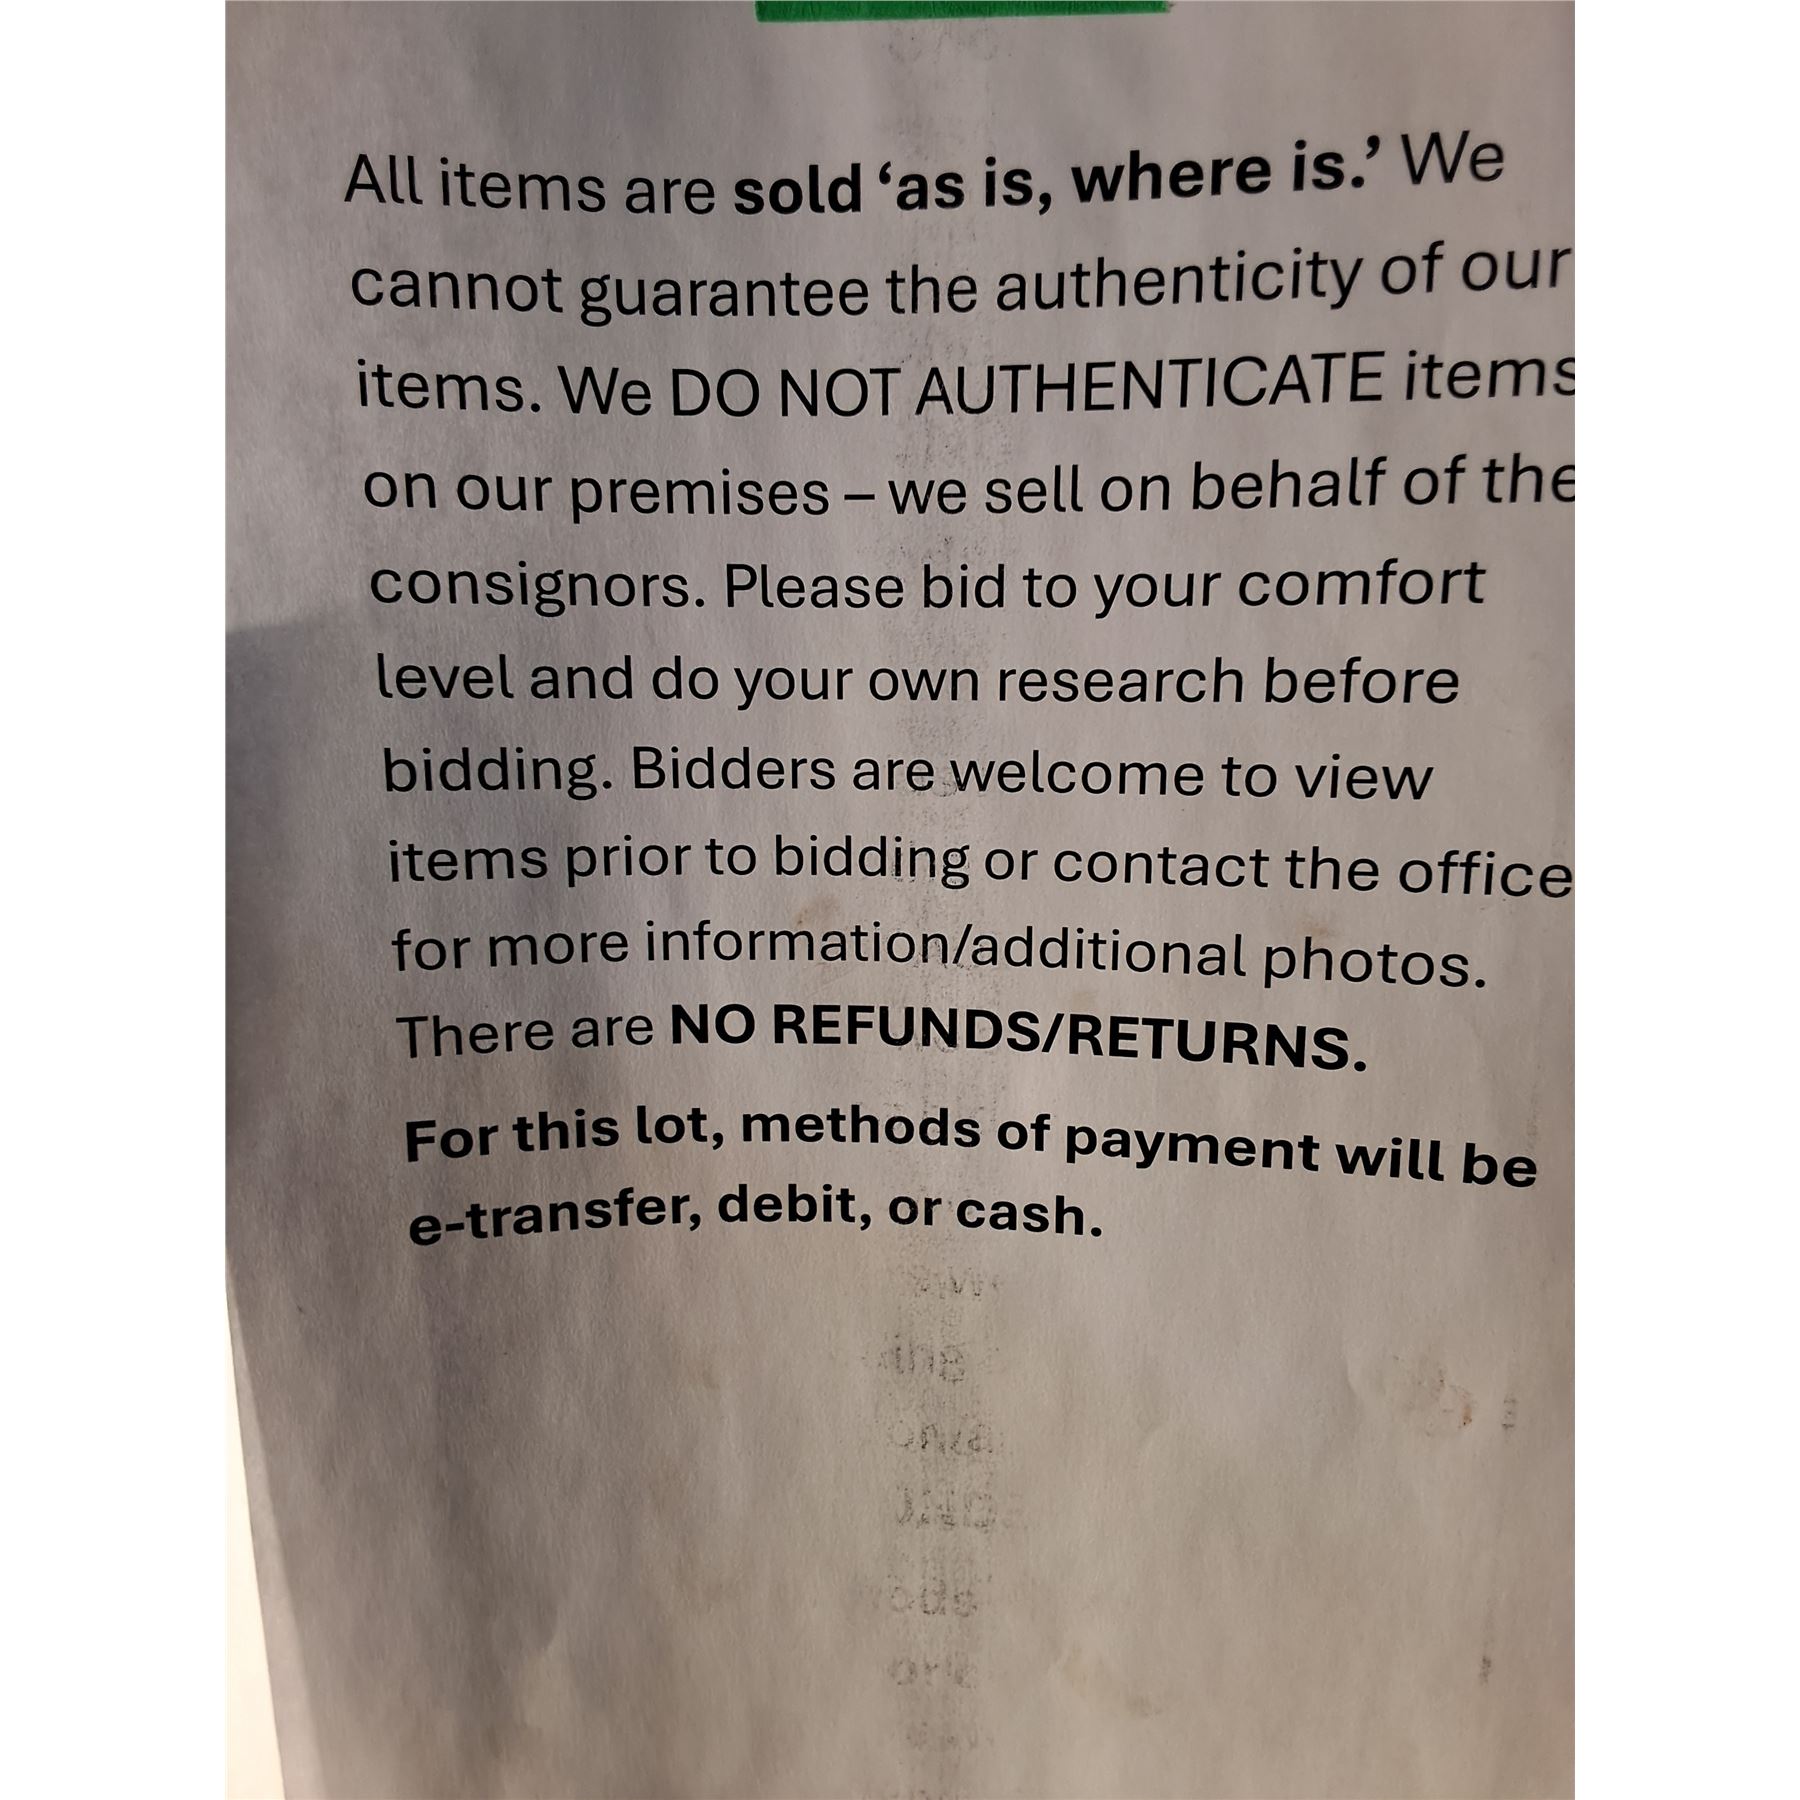 All items are sold ‘as is, where is.’ We
cannot guarantee the authenticity of our
items. We DO NOT AUTHENTICATE items
on our premises – we sell on behalf of the
consignors. Please bid to your comfort
level and do your own research before
bidding. Bidders are welcome to view
items prior to bidding or contact the office
for more information/additional photos.
There are NO REFUNDS/RETURNS.
For this lot, methods of payment will be
e-transfer, debit, or cash.